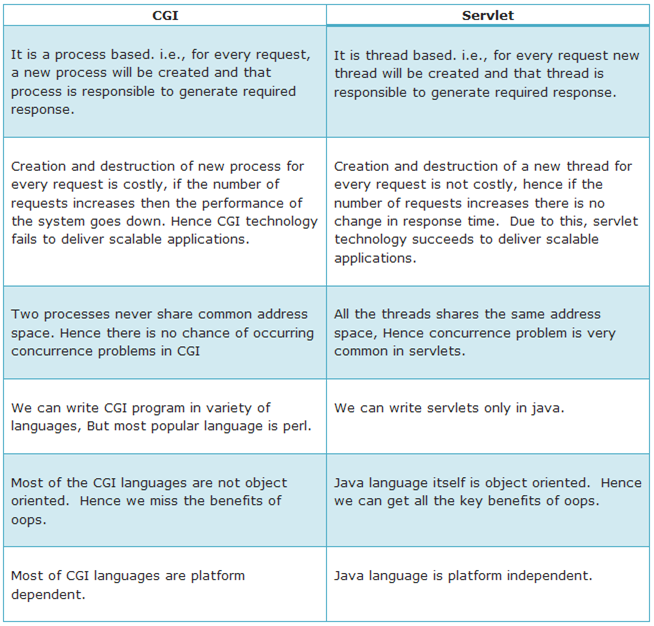 CGI
Servlet
It is a process based. i.e., for every request,
a new process will be created and that
process is responsible to generate required
response.
It is thread based. i.e., for every request new
thread will be created and that thread is
responsible to generate required response.
Creation and destruction of new process for
every request is costly, if the number of
requests increases then the performance of
the system goes down. Hence CGI technology
fails to deliver scalable applications.
Creation and destruction of a new thread for
every request is not costly, hence if the
number of requests increases there is no
change in response time.  Due to this, servlet
technology succeeds to deliver scalable
applications.
Two processes never share common address
space. Hence there is no chance of occurring
concurrence problems in CGI
All the threads shares the same address
space, Hence concurrence problem is very
common in servlets.
We can write CGI program in variety of
languages, But most popular language is perl.
We can write servlets only in java.
Most of the CGI languages are not object
oriented.  Hence we miss the benefits of
oops.
Java language itself is object oriented.  Hence
we can get all the key benefits of oops.
Most of CGI languages are platform
dependent.
Java language is platform independent.